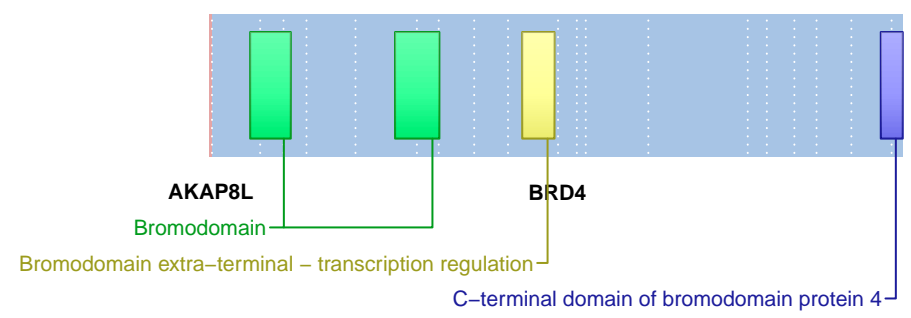 AKAP8L BRD4
Bromodomain
Bromodomain extra−terminal − transcription regulation
C−terminal domain of bromodomain protein 4